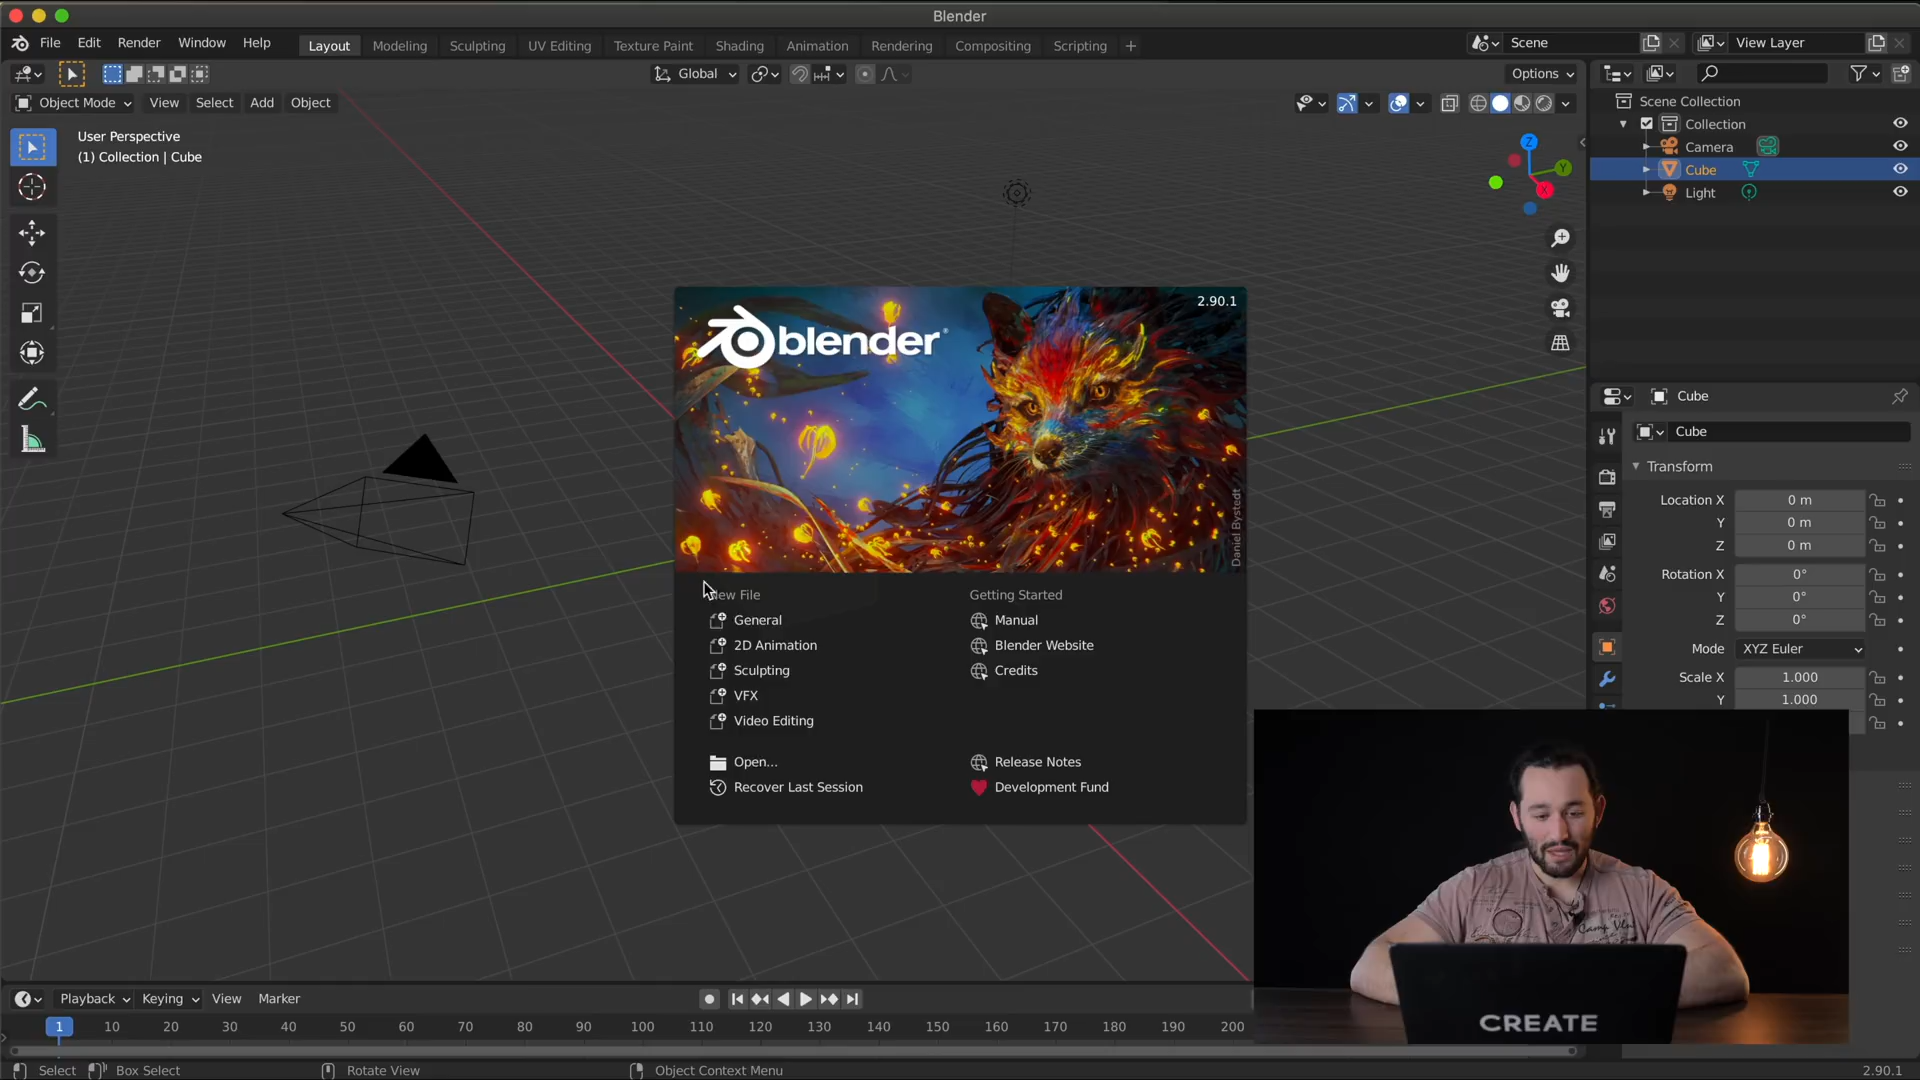 Blender
File Edit Render Window Help Layout Modeling Sculpting UV Editing Texture Paint Shading Animation Rendering Compositing Scripting + Scene View Layer
Global Options
Object Mode View Select Add Object
User Perspective
(1) Collection | Cube
Z
Y
X
Scene Collection
Collection
Camera
Cube
Light
Cube
Cube
Transform
Location X 0 m
Y 0 m
Z 0 m
Rotation X 0°
Y 0°
Z 0°
Mode XYZ Euler
Scale X 1.000
Y 1.000
2.90.1
blender
Daniel Bystedt
New File
General
2D Animation
Sculpting
VFX
Video Editing
Open...
Recover Last Session
Getting Started
Manual
Blender Website
Credits
Release Notes
Development Fund
Camp Vln
CREATE
Playback Keying View Marker
1 10 20 30 40 50 60 70 80 90 100 110 120 130 140 150 160 170 180 190 200
Select Box Select Rotate View Object Context Menu 2.90.1